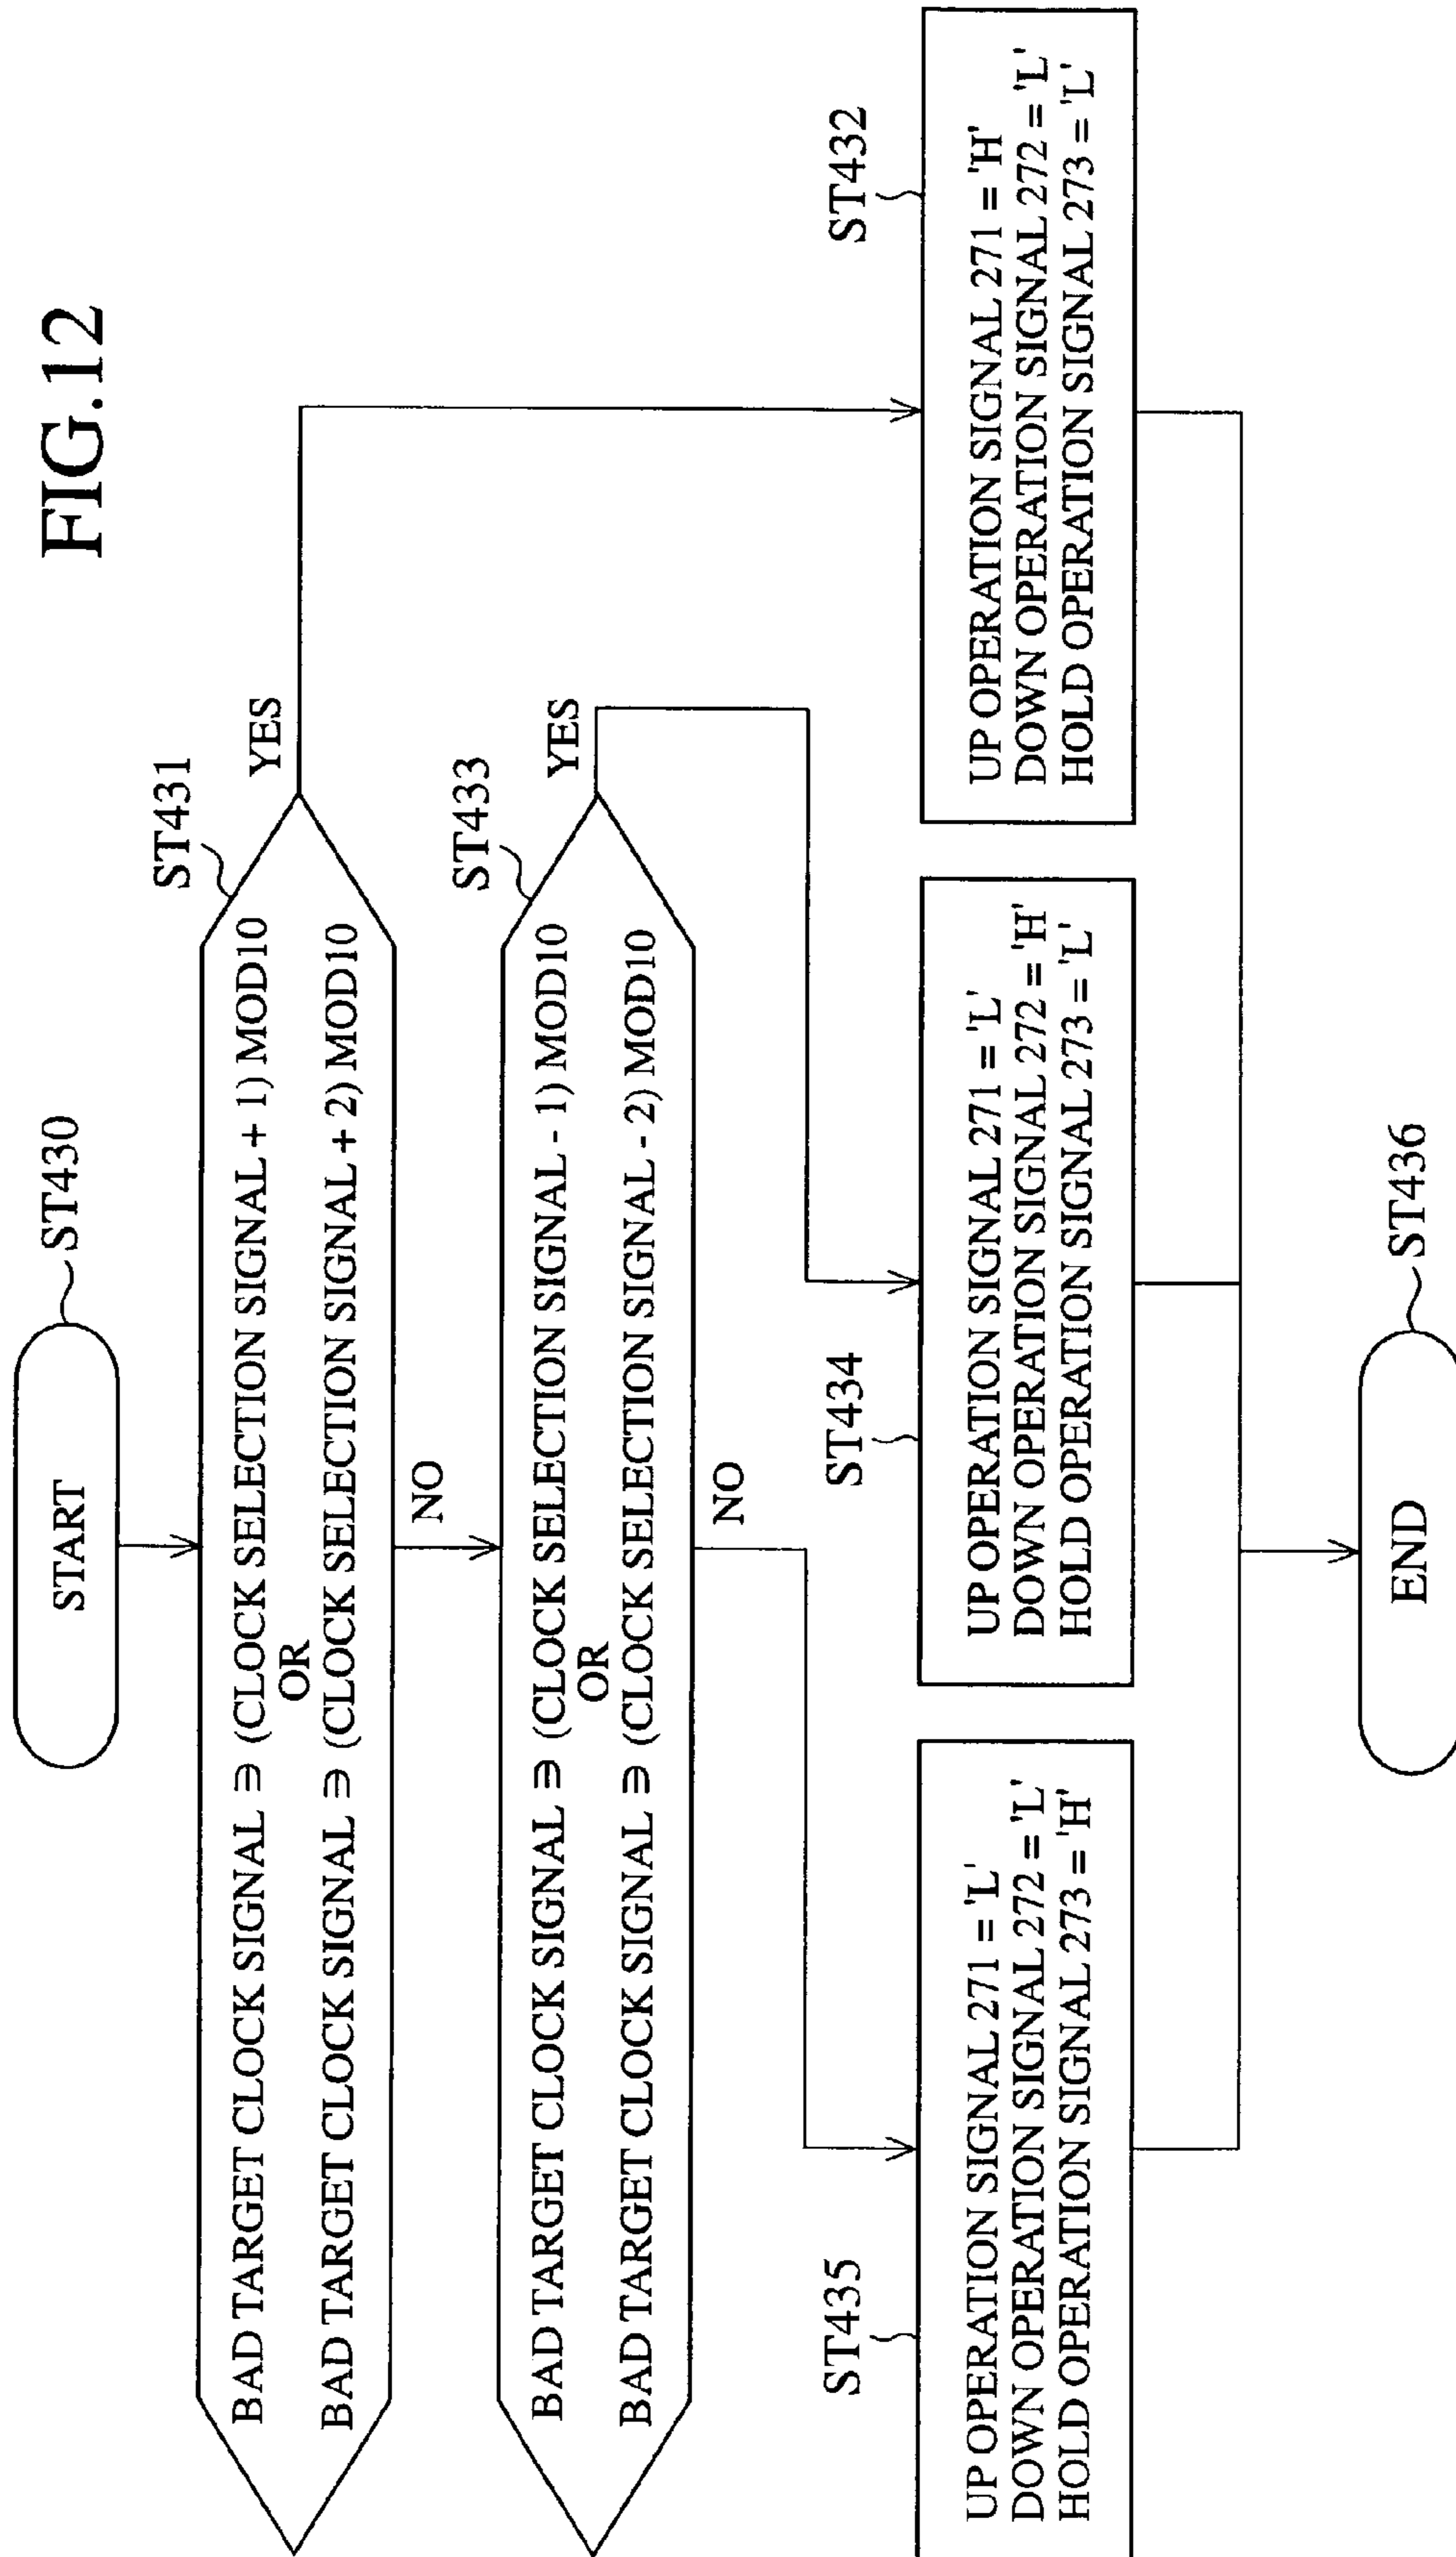 FIG.12
START
ST430
ST431
BAD TARGET CLOCK SIGNAL ∋ (CLOCK SELECTION SIGNAL + 1) MOD10
OR
BAD TARGET CLOCK SIGNAL ∋ (CLOCK SELECTION SIGNAL + 2) MOD10
YES
NO
ST433
BAD TARGET CLOCK SIGNAL ∋ (CLOCK SELECTION SIGNAL - 1) MOD10
OR
BAD TARGET CLOCK SIGNAL ∋ (CLOCK SELECTION SIGNAL - 2) MOD10
YES
NO
ST435
UP OPERATION SIGNAL 271 = 'L'
DOWN OPERATION SIGNAL 272 = 'L'
HOLD OPERATION SIGNAL 273 = 'H'
ST434
UP OPERATION SIGNAL 271 = 'L'
DOWN OPERATION SIGNAL 272 = 'H'
HOLD OPERATION SIGNAL 273 = 'L'
ST432
UP OPERATION SIGNAL 271 = 'H'
DOWN OPERATION SIGNAL 272 = 'L'
HOLD OPERATION SIGNAL 273 = 'L'
END
ST436